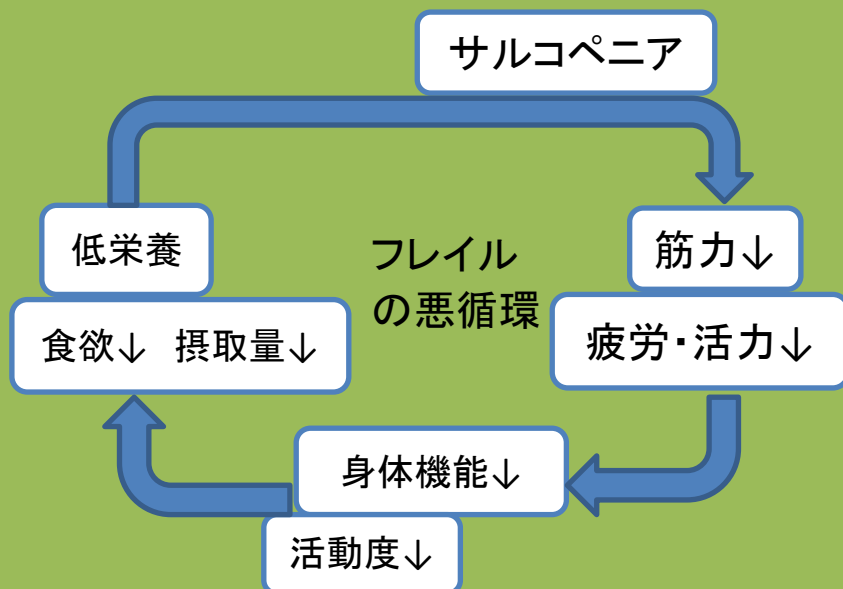 サルコペニア
低栄養
食欲↓ 摂取量↓
フレイル
の悪循環
筋力↓
疲労・活力↓
身体機能↓
活動度↓